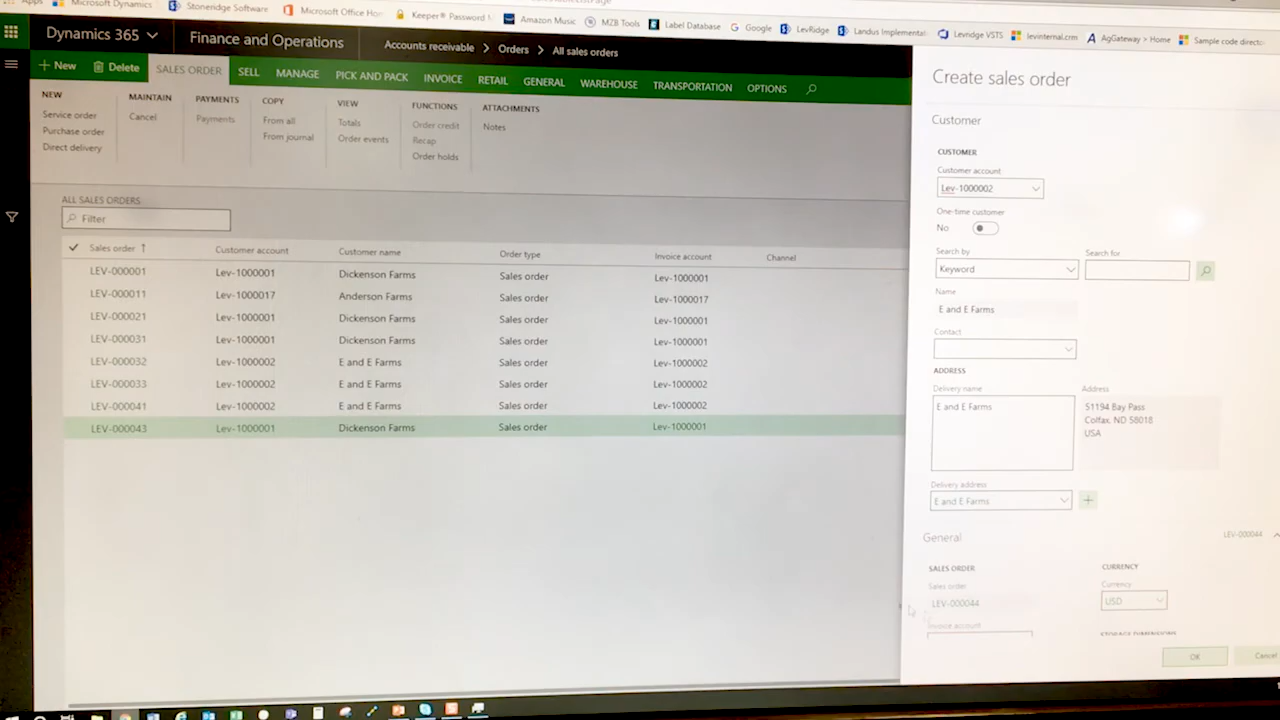 Apps Microsoft Dynamics Stoneridge Software Microsoft Office Hom Keeper® Password M Amazon Music MZB Tools Label Database Google LevRidge Landus Implementat Levridge VSTS levinternal.crm AgGateway > Home Sample code directo
Dynamics 365 Finance and Operations Accounts receivable > Orders > All sales orders
+ New Delete SALES ORDER SELL MANAGE PICK AND PACK INVOICE RETAIL GENERAL WAREHOUSE TRANSPORTATION OPTIONS
NEW MAINTAIN PAYMENTS COPY VIEW FUNCTIONS ATTACHMENTS
Service order Cancel Payments From all Totals Order credit Notes
Purchase order From journal Order events Recap
Direct delivery Order holds
ALL SALES ORDERS
Filter
Sales order ↑ Customer account Customer name Order type Invoice account Channel
LEV-000001 Lev-1000001 Dickenson Farms Sales order Lev-1000001
LEV-000011 Lev-1000017 Anderson Farms Sales order Lev-1000017
LEV-000021 Lev-1000001 Dickenson Farms Sales order Lev-1000001
LEV-000031 Lev-1000001 Dickenson Farms Sales order Lev-1000001
LEV-000032 Lev-1000002 E and E Farms Sales order Lev-1000002
LEV-000033 Lev-1000002 E and E Farms Sales order Lev-1000002
LEV-000041 Lev-1000002 E and E Farms Sales order Lev-1000002
LEV-000043 Lev-1000001 Dickenson Farms Sales order Lev-1000001
Create sales order
Customer
CUSTOMER
Customer account
Lev-1000002
One-time customer
No
Search by Search for
Keyword
Name
E and E Farms
Contact
ADDRESS
Delivery name Address
E and E Farms 51194 Bay Pass
Colfax, ND 58018
USA
Delivery address
E and E Farms
General LEV-000044
SALES ORDER CURRENCY
Sales order Currency
LEV-000044 USD
Invoice account
STORAGE DIMENSIONS
OK Cancel